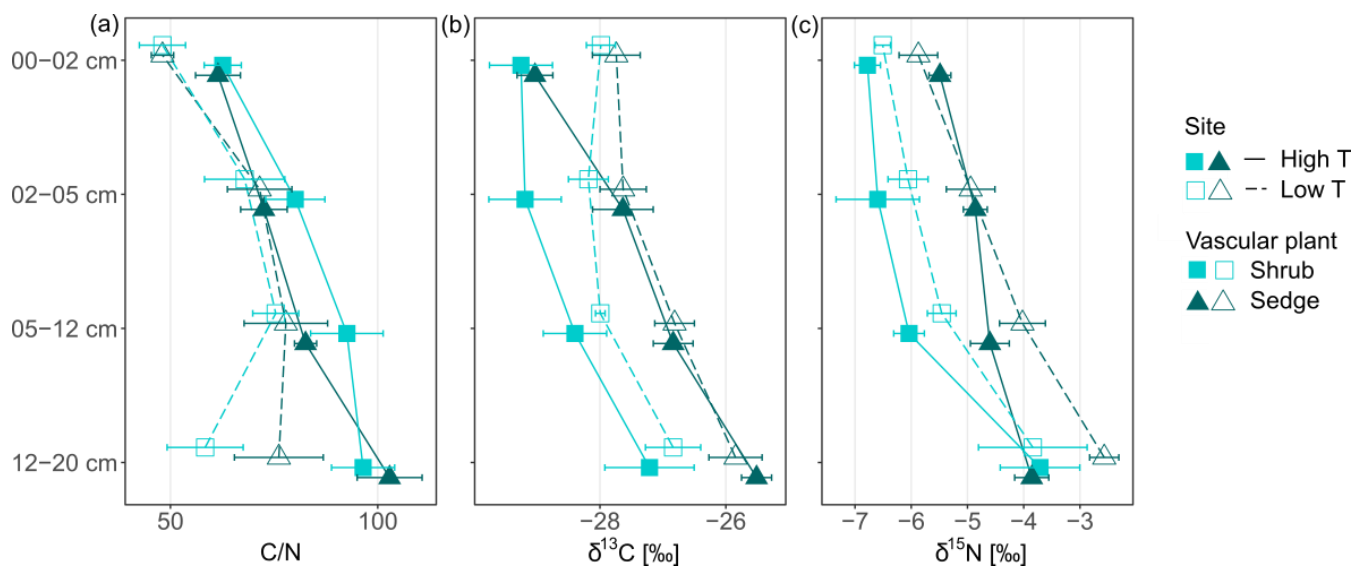 (a)
(b)
(c)
00−02 cm
02−05 cm
05−12 cm
12−20 cm
50
100
−28
−26
−7
−6
−5
−4
−3
C/N
δ¹³C [‰]
δ¹⁵N [‰]
Site
High T
Low T
Vascular plant
Shrub
Sedge